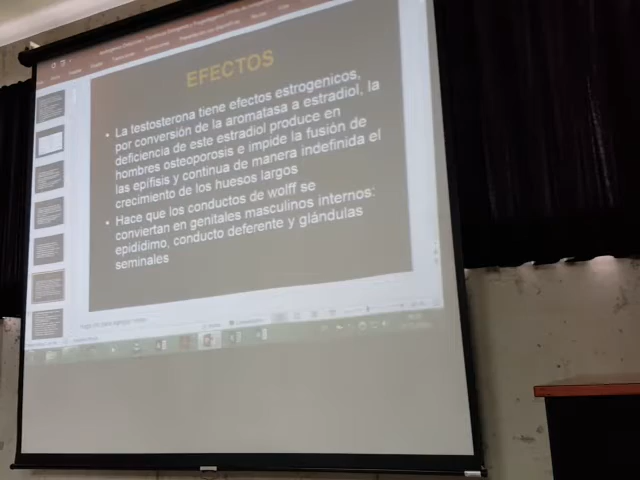 EFECTOS
La testosterona tiene efectos estrogenicos,
por conversión de la aromatasa a estradiol, la
deficiencia de este estradiol produce en
hombres osteoporosis e impide la fusión de
las epífisis y continua de manera indefinida el
crecimiento de los huesos largos
Hace que los conductos de wolff se
conviertan en genitales masculinos internos:
epidídimo, conducto deferente y glándulas
seminales